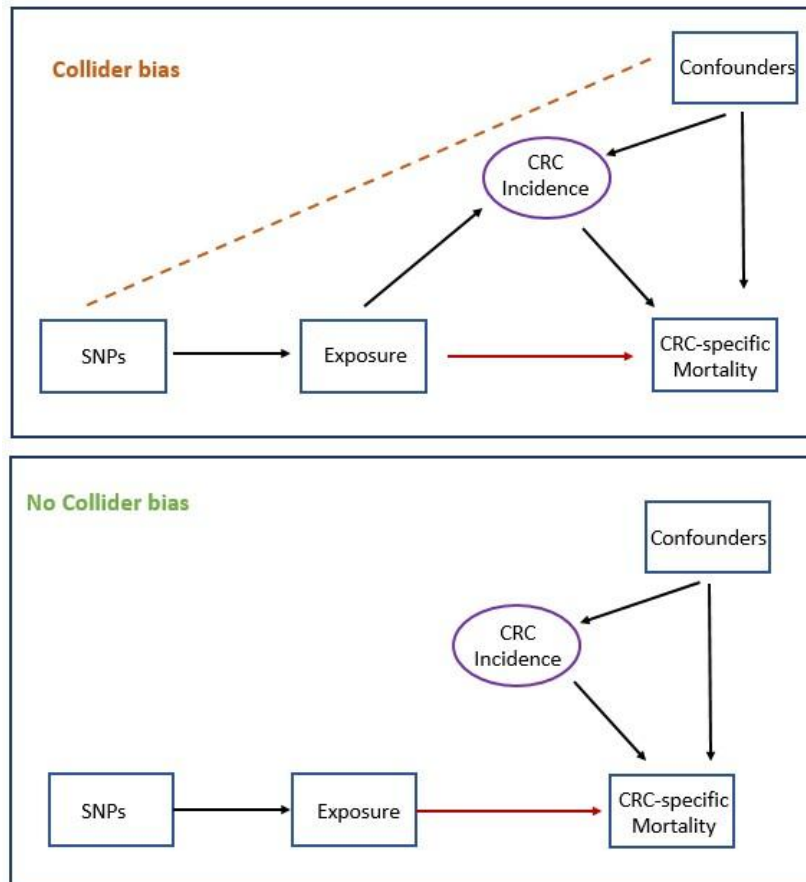 Collider bias
Confounders
CRC
Incidence
SNPs
Exposure
CRC-specific
Mortality
No Collider bias
Confounders
CRC
Incidence
SNPs
Exposure
CRC-specific
Mortality